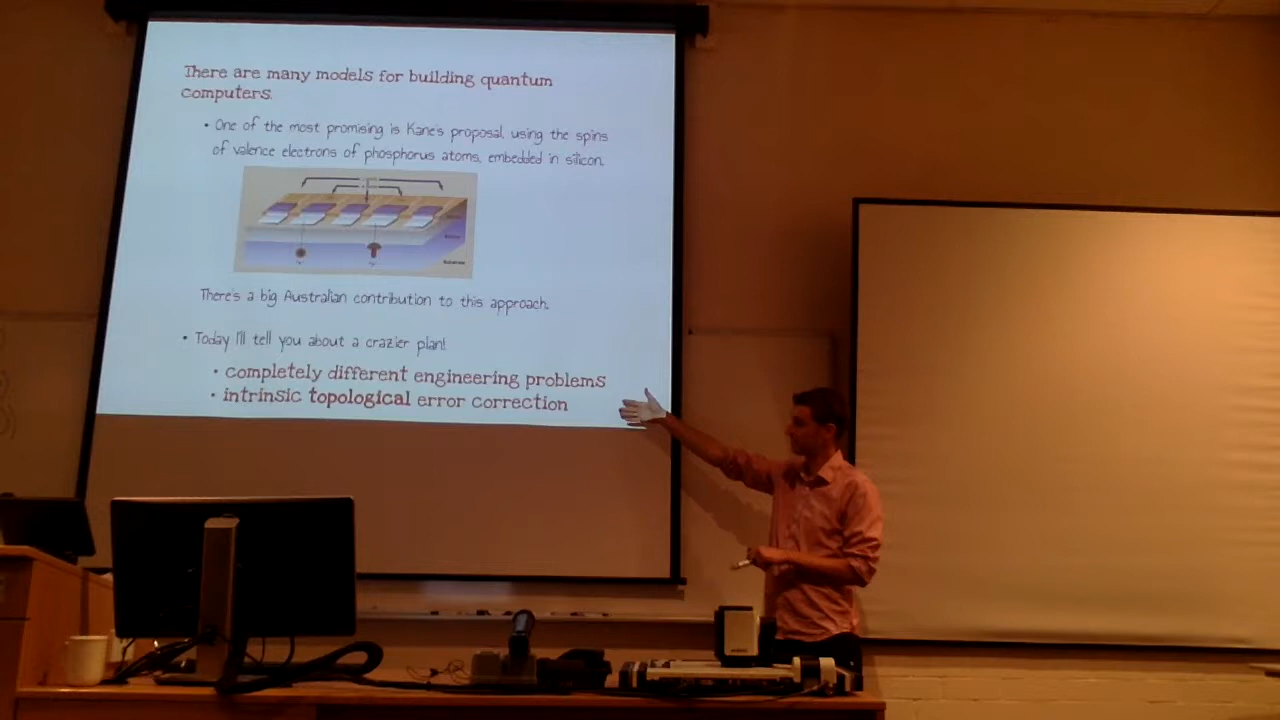 There are many models for building quantum
computers.
• One of the most promising is Kane's proposal, using the spins
of valence electrons of phosphorus atoms, embedded in silicon.
Substrate
There's a big Australian contribution to this approach.
• Today I'll tell you about a crazier plan!
• completely different engineering problems
• intrinsic topological error correction